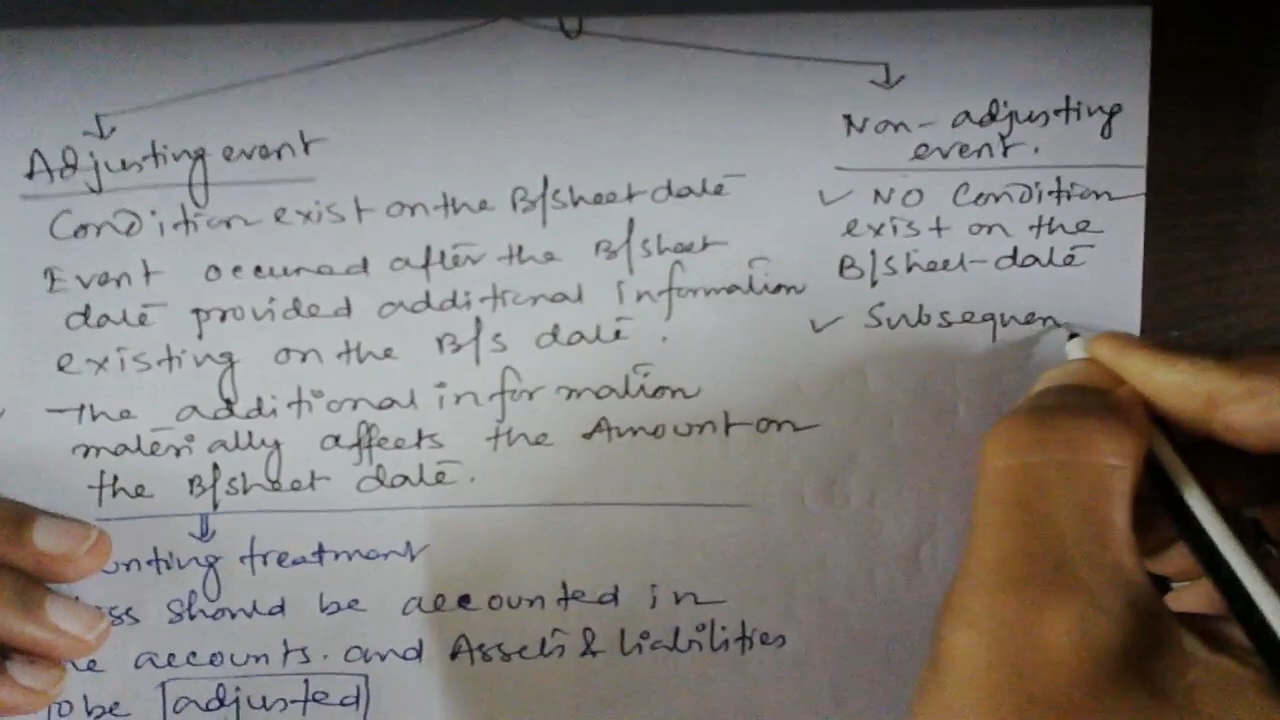 Adjusting event
Condition exist on the B/sheet date
Event occured after the B/sheet
date provided additional information
existing on the B/s date.
The additional information
materially affects the Amount on
the B/sheet date.
unting treatment
ss should be accounted in
accounts. and Assets & liabilities
be adjusted
Non-adjusting
event.
✓ NO Condition
exist on the
B/sheet-date
✓ Subsequen